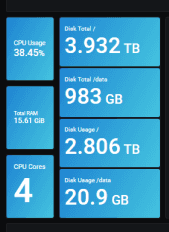 CPU Usage
38.45%
Total RAM
15.61 GiB
CPU Cores
4
Disk Total /
3.932 TB
Disk Total /data
983 GB
Disk Usage /
2.806 TB
Disk Usage /data
20.9 GB